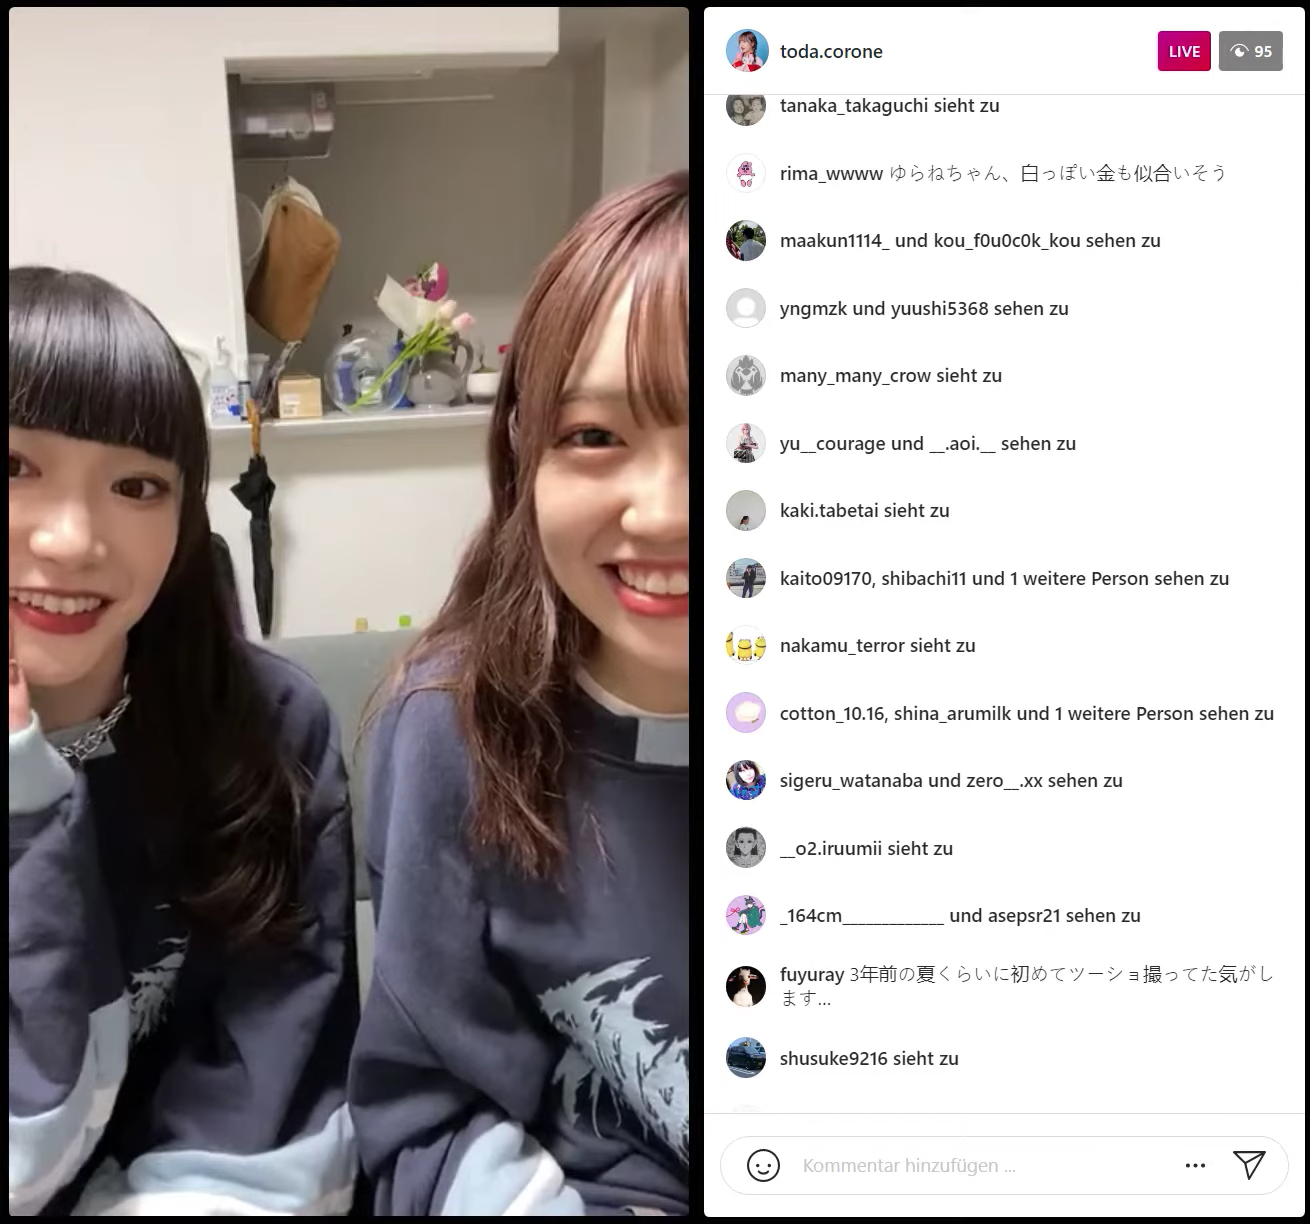 toda.corone
LIVE
95
tanaka_takaguchi sieht zu
rima_wwww ゆらねちゃん、白っぽい金も似合いそう
maakun1114_ und kou_f0u0c0k_kou sehen zu
yngmzk und yuushi5368 sehen zu
many_many_crow sieht zu
yu__courage und __.aoi.__ sehen zu
kaki.tabetai sieht zu
kaito09170, shibachi11 und 1 weitere Person sehen zu
nakamu_terror sieht zu
cotton_10.16, shina_arumilk und 1 weitere Person sehen zu
sigeru_watanaba und zero__.xx sehen zu
__o2.iruumii sieht zu
_164cm_____________ und asepsr21 sehen zu
fuyuray 3年前の夏くらいに初めてツーショ撮ってた気がし
ます...
shusuke9216 sieht zu
Kommentar hinzufügen ...